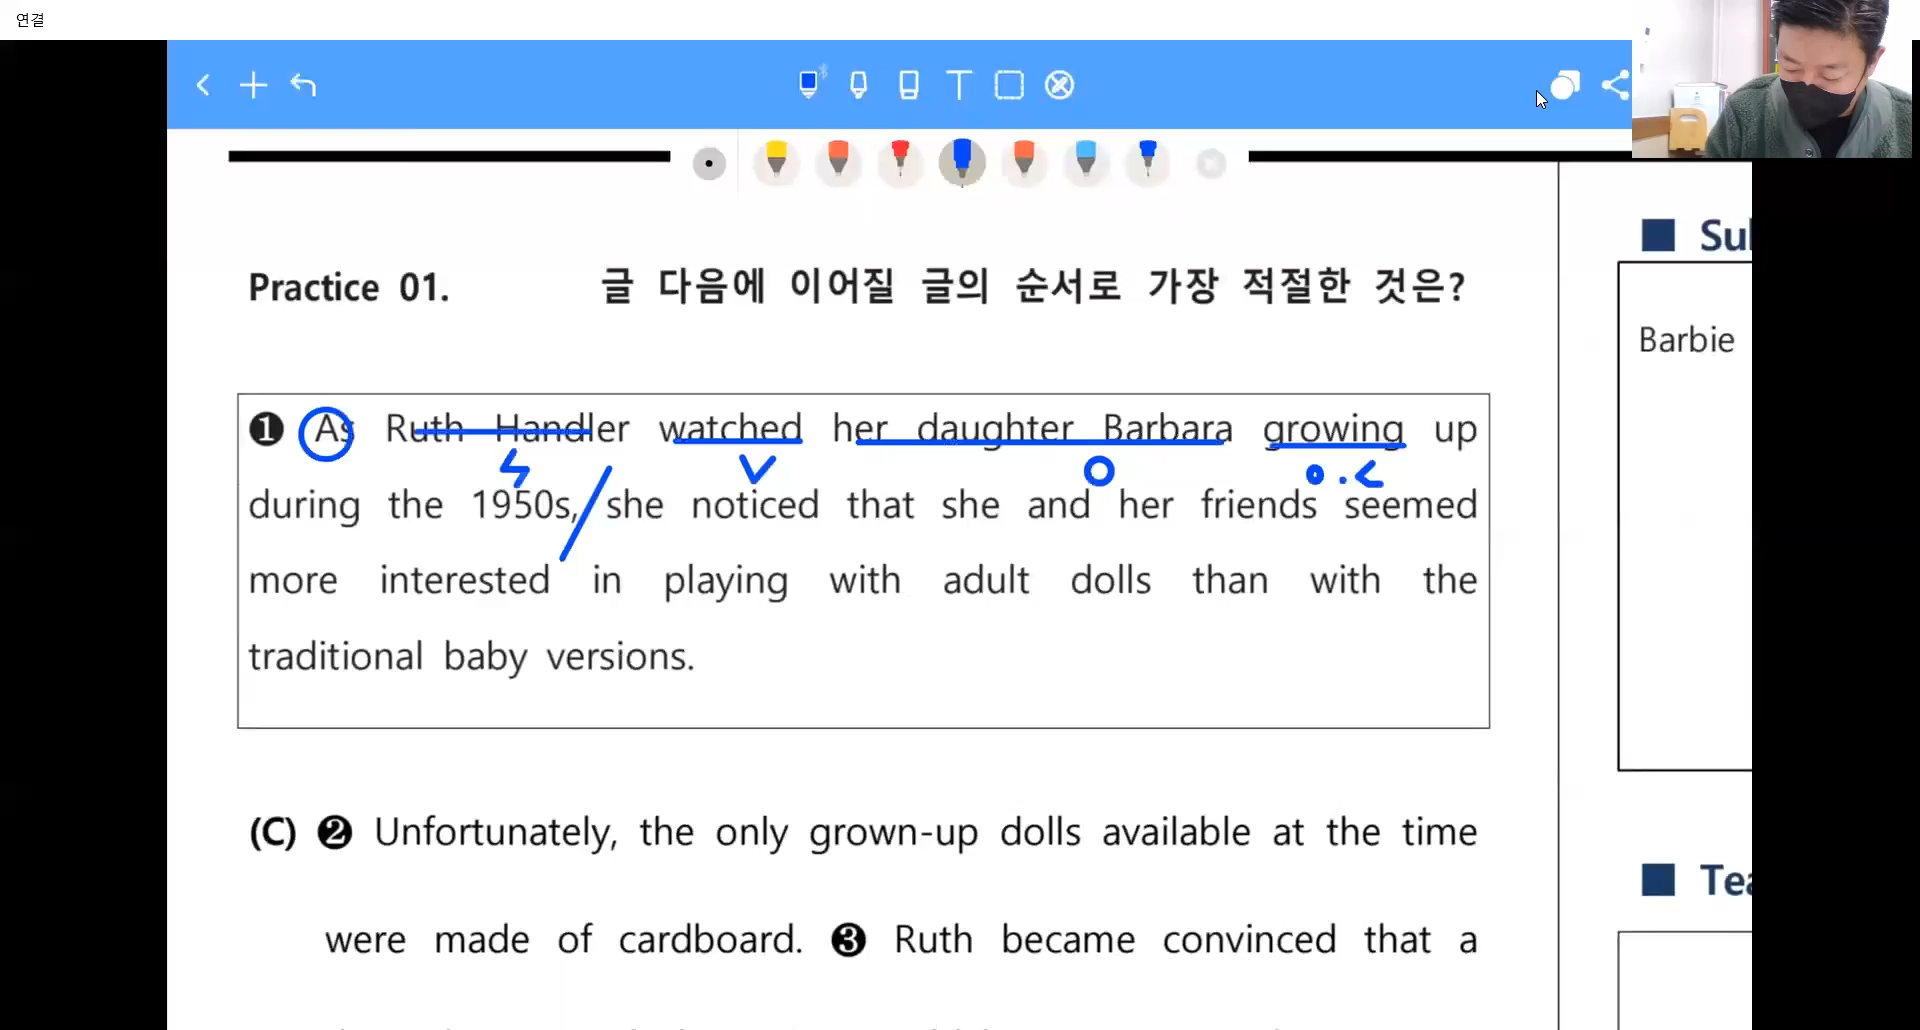 연결
Practice 01. 글 다음에 이어질 글의 순서로 가장 적절한 것은?
❶ As Ruth Handler watched her daughter Barbara growing up
S V O O.C
during the 1950s, she noticed that she and her friends seemed
more interested in playing with adult dolls than with the
traditional baby versions.
(C) ❷ Unfortunately, the only grown-up dolls available at the time
were made of cardboard. ❸ Ruth became convinced that a
Barbie